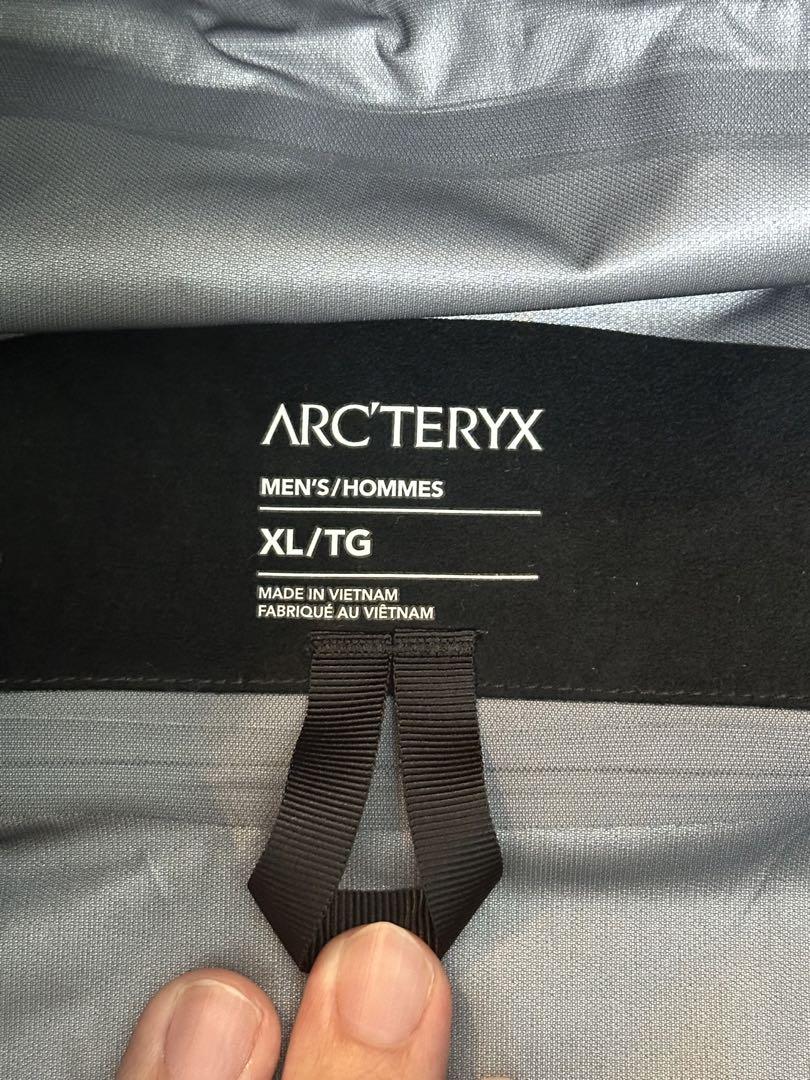 ARC'TERYX
MEN'S/HOMMES
XL/TG
MADE IN VIETNAM
FABRIQUÉ AU VIÊTNAM